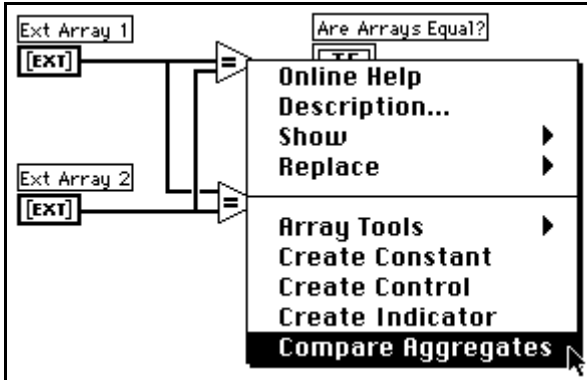 Ext Array 1
Are Arrays Equal?
[EXT]
=
Online Help
Description...
Show
Replace
Ext Array 2
[EXT]
=
Array Tools
Create Constant
Create Control
Create Indicator
Compare Aggregates